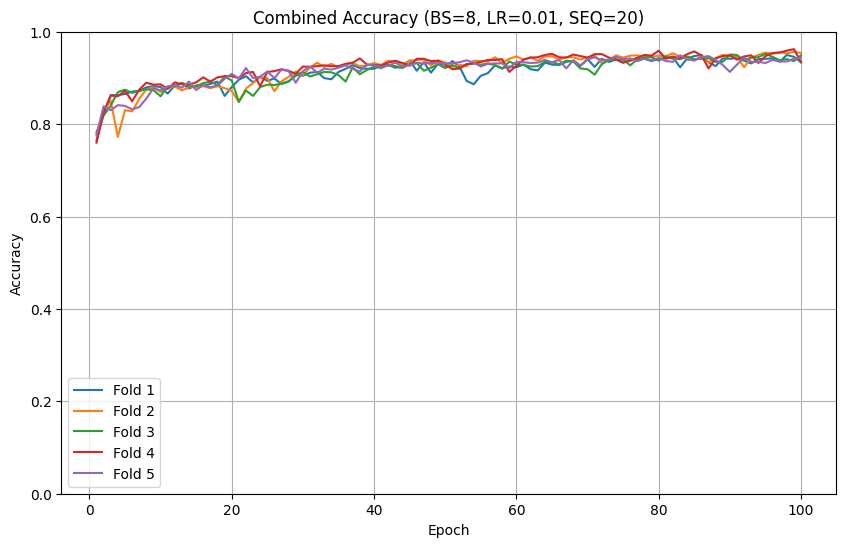 Combined Accuracy (BS=8, LR=0.01, SEQ=20)
1.0
0.8
0.6
0.4
0.2
0.0
Accuracy
Fold 1
Fold 2
Fold 3
Fold 4
Fold 5
0 20 40 60 80 100
Epoch